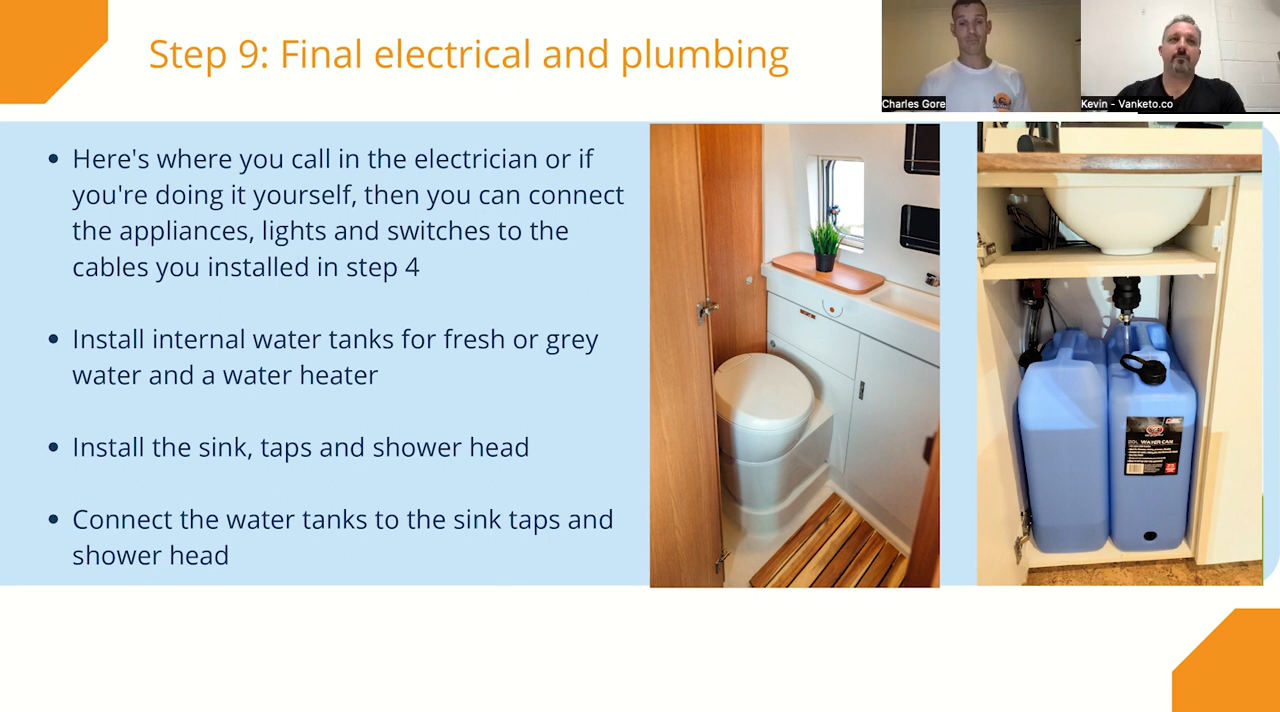 Step 9: Final electrical and plumbing
Charles Gore
Kevin - Vanketo.co
Here's where you call in the electrician or if
you're doing it yourself, then you can connect
the appliances, lights and switches to the
cables you installed in step 4
Install internal water tanks for fresh or grey
water and a water heater
Install the sink, taps and shower head
Connect the water tanks to the sink taps and
shower head
WATER CAN